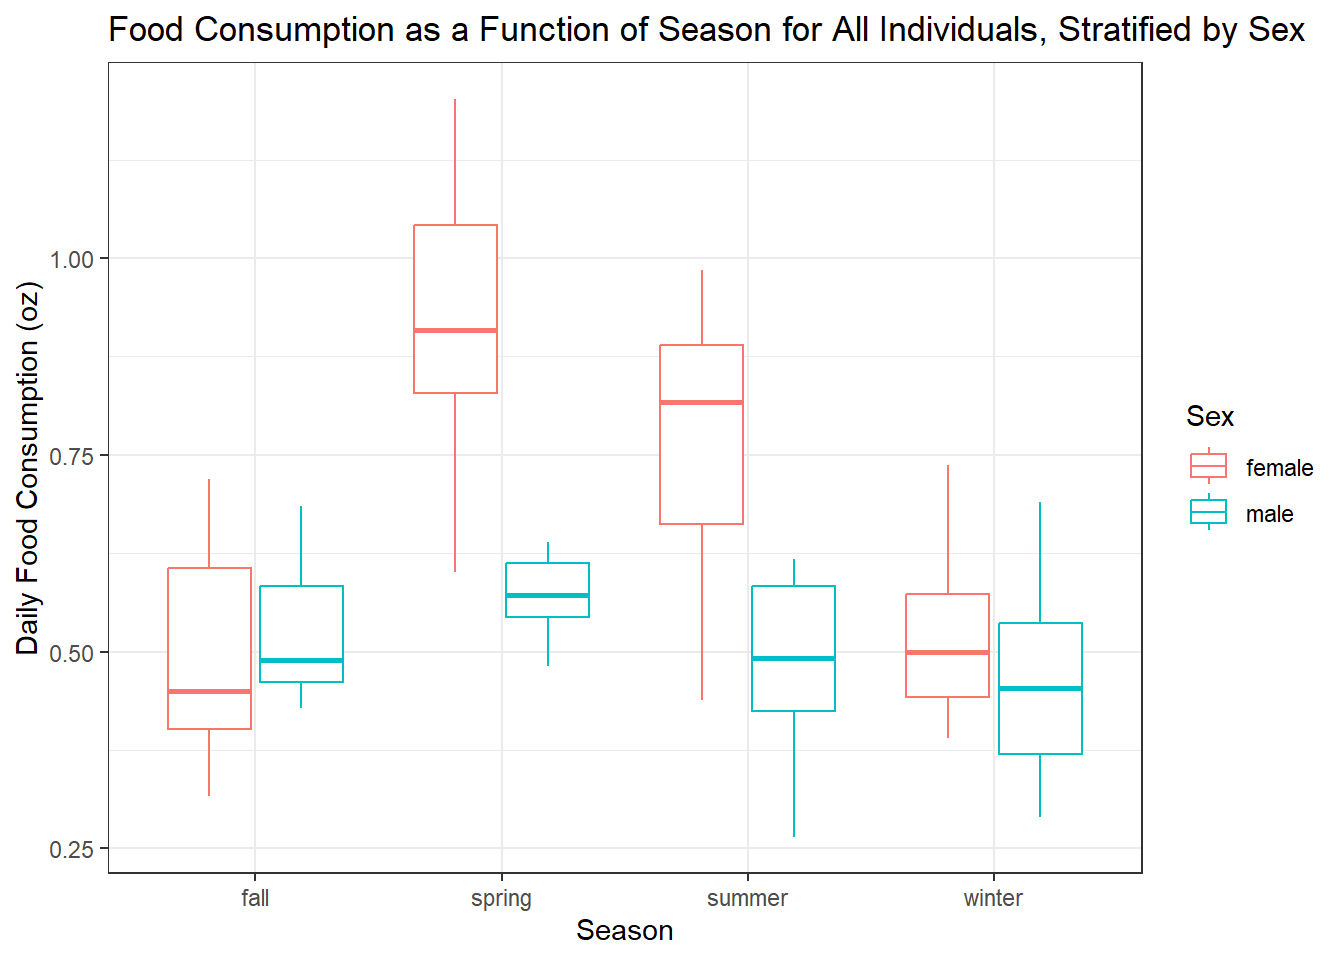 Food Consumption as a Function of Season for All Individuals, Stratified by Sex
Daily Food Consumption (oz)
1.00
0.75
0.50
0.25
fall
spring
summer
winter
Season
Sex
female
male